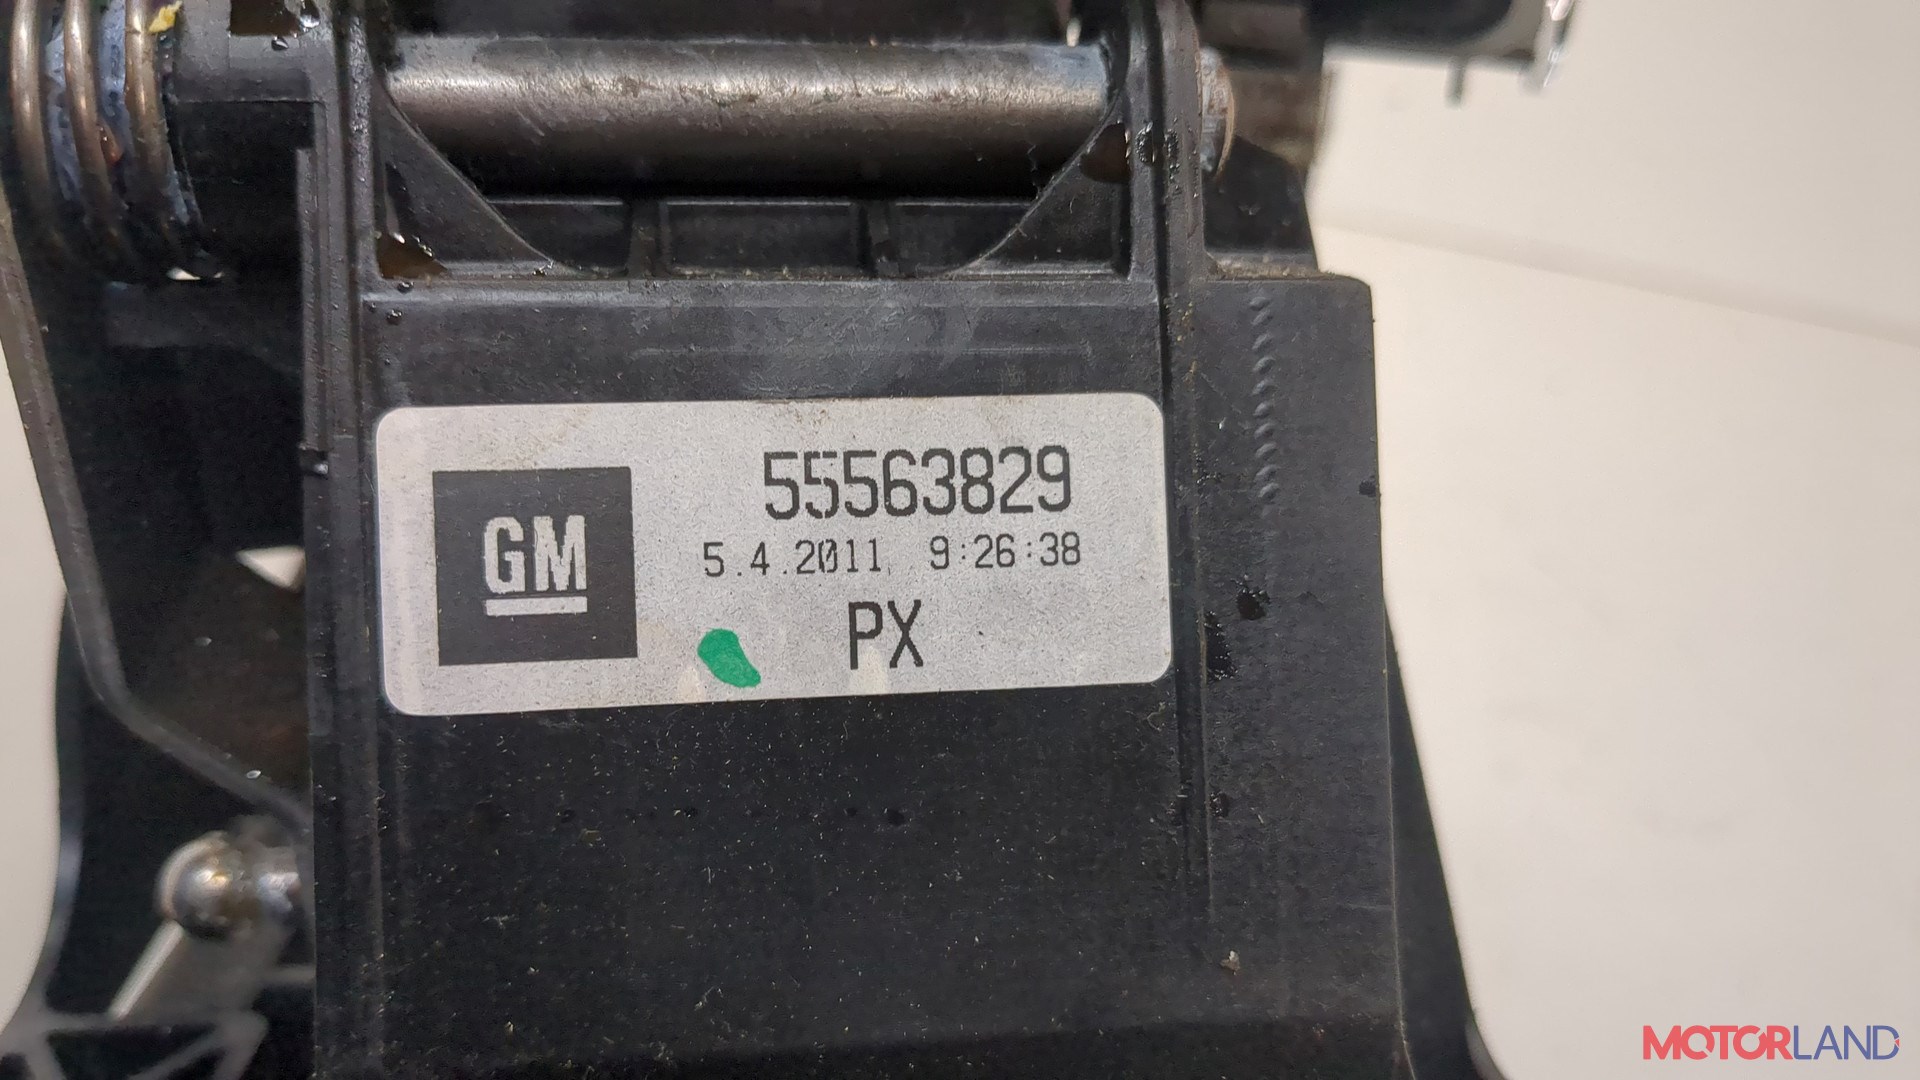 55563829
5.4.2011 9:26:38
GM
PX
MOTORLAND